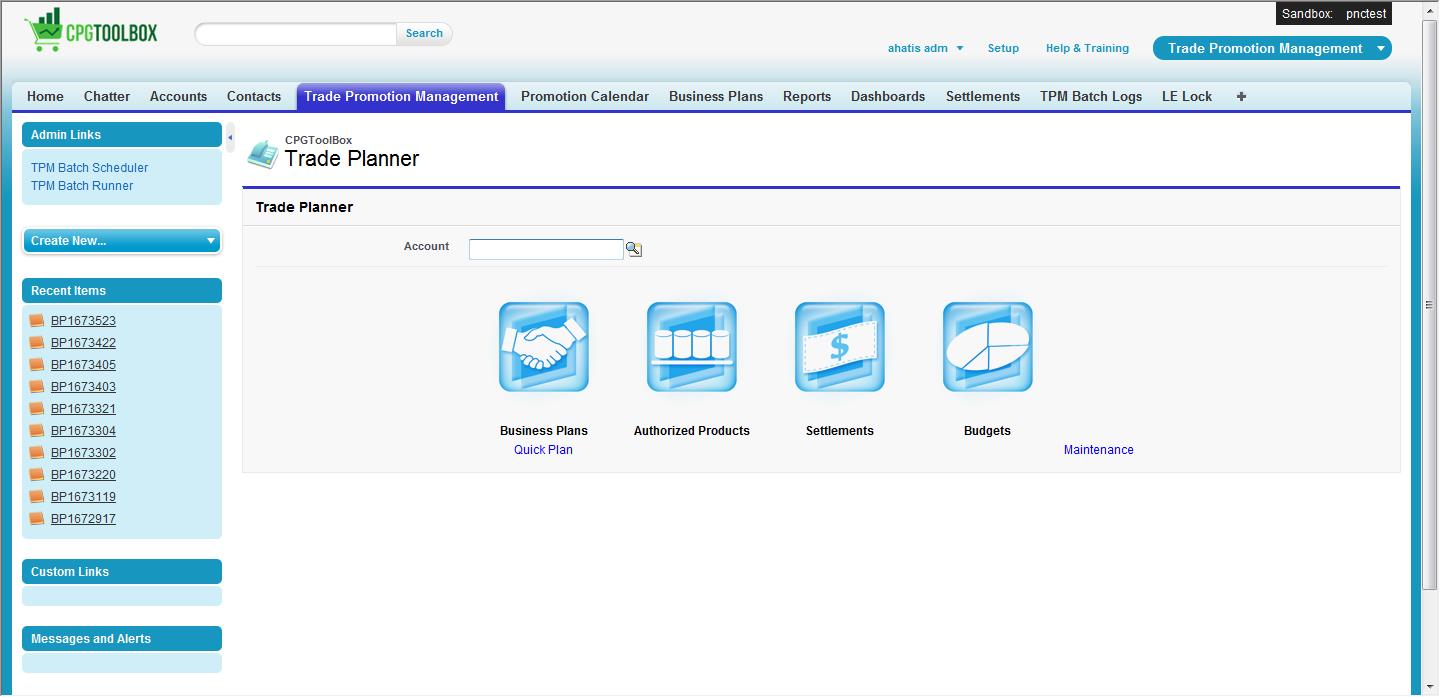 Sandbox: pnctest
CPGTOOLBOX
Search
ahatis adm
Setup
Help & Training
Trade Promotion Management
Home Chatter Accounts Contacts Trade Promotion Management Promotion Calendar Business Plans Reports Dashboards Settlements TPM Batch Logs LE Lock +
Admin Links
TPM Batch Scheduler
TPM Batch Runner
Create New...
Recent Items
BP1673523
BP1673422
BP1673405
BP1673403
BP1673321
BP1673304
BP1673302
BP1673220
BP1673119
BP1672917
Custom Links
Messages and Alerts
CPGToolBox
Trade Planner
Trade Planner
Account
$
Business Plans Authorized Products Settlements Budgets
Quick Plan Maintenance